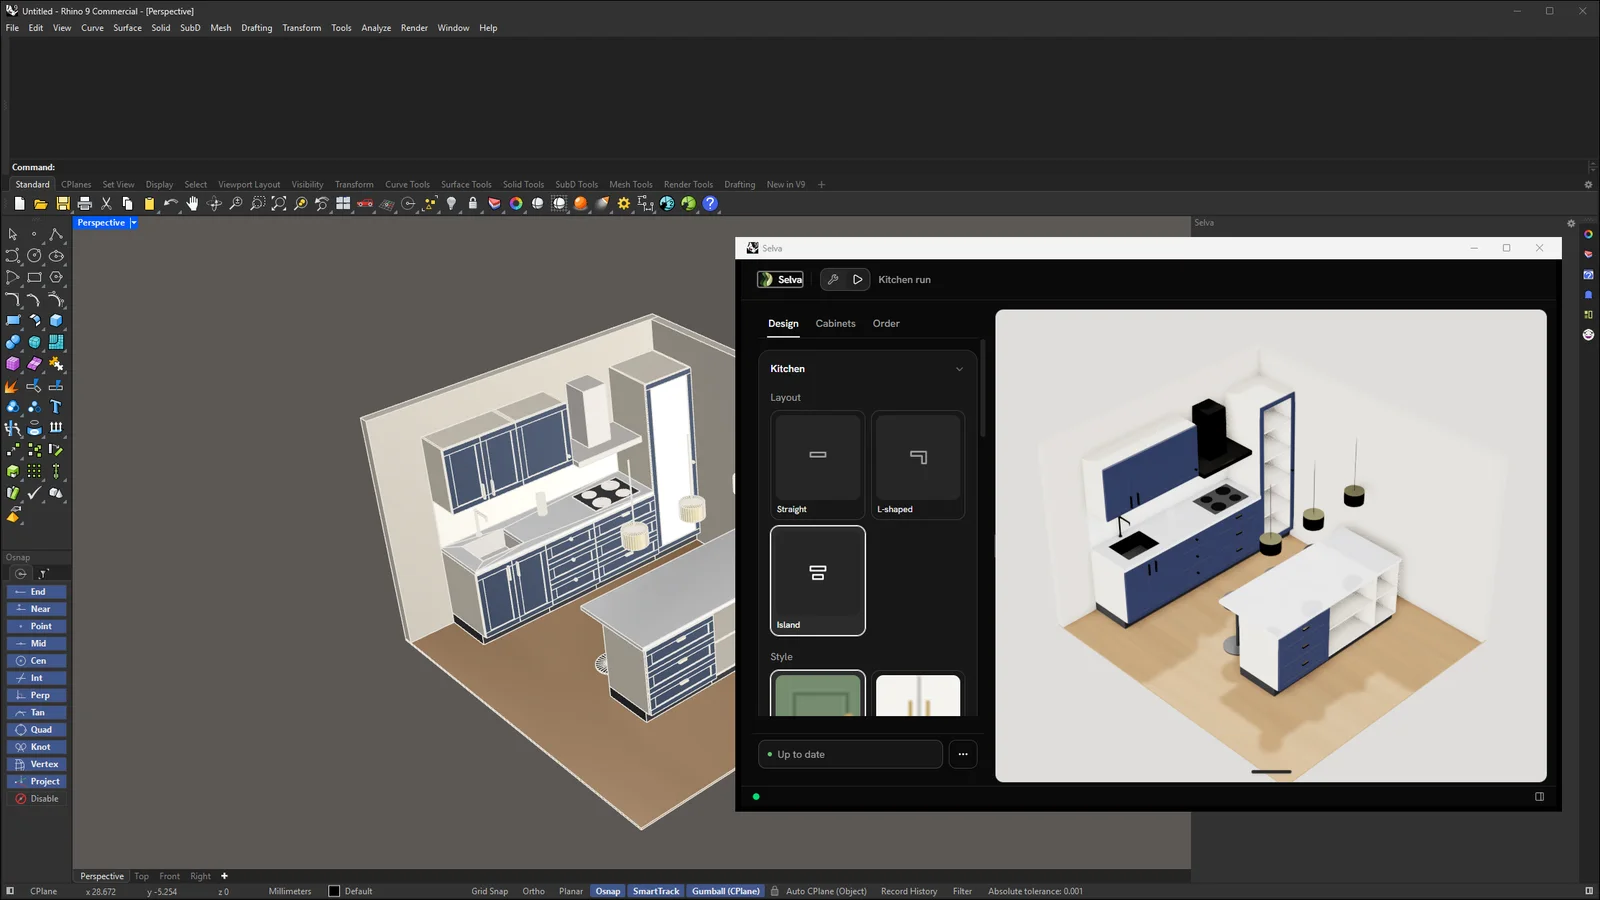 Untitled - Rhino 9 Commercial - [Perspective]
File Edit View Curve Surface Solid SubD Mesh Drafting Transform Tools Analyze Render Window Help
Command:
Standard CPlanes Set View Display Select Viewport Layout Visibility Transform Curve Tools Surface Tools Solid Tools SubD Tools Mesh Tools Render Tools Drafting New in V9
Perspective
Selva
Selva
Selva Kitchen run
Design Cabinets Order
Kitchen
Layout
Straight L-shaped
Island
Style
Up to date
Osnap
End
Near
Point
Mid
Cen
Int
Perp
Tan
Quad
Knot
Vertex
Project
Disable
Perspective Top Front Right
CPlane x 28.672 y -5.254 z 0 Millimeters Default Grid Snap Ortho Planar Osnap SmartTrack Gumball (CPlane) Auto CPlane (Object) Record History Filter Absolute tolerance: 0.001